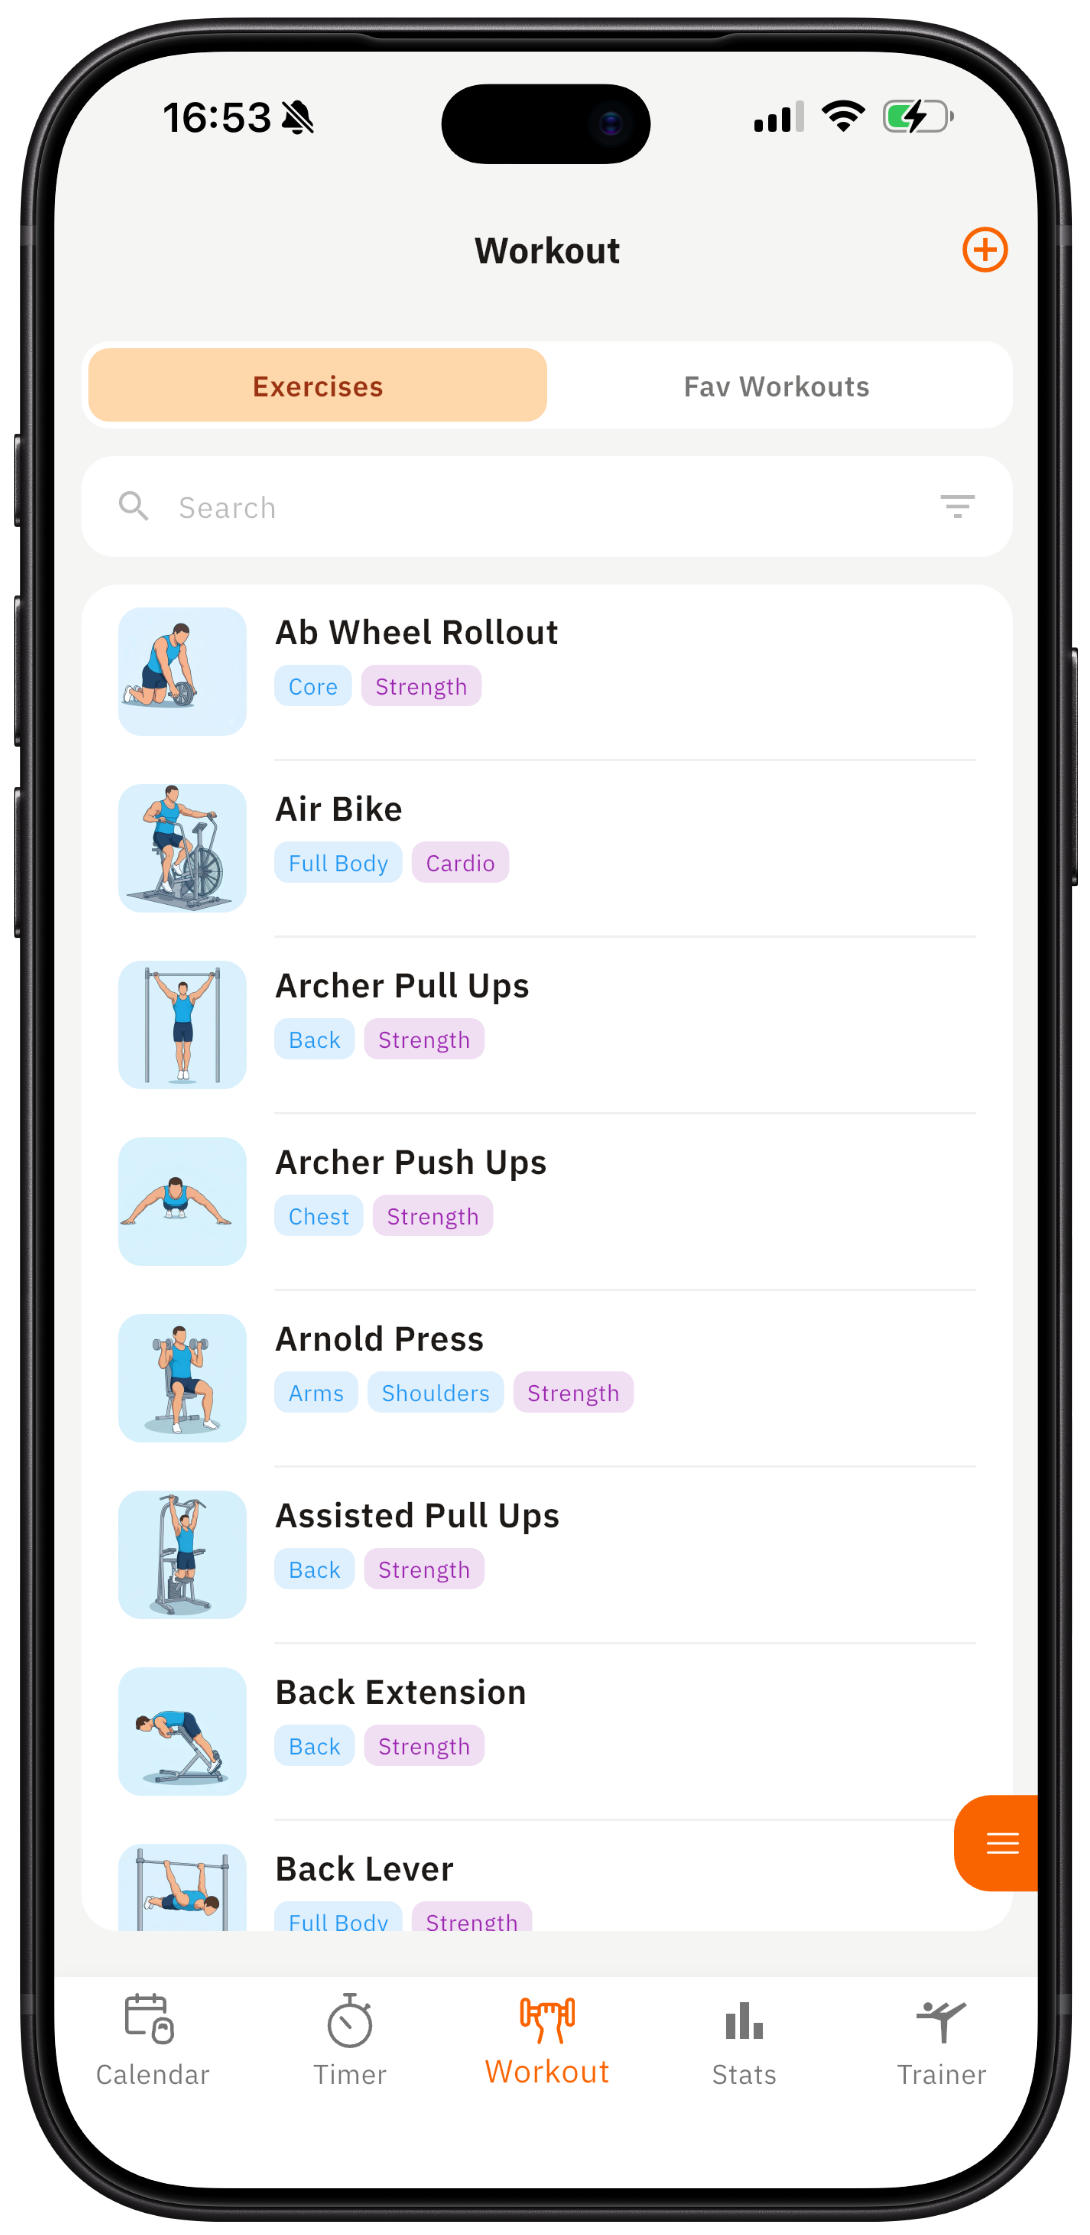 16:53
Workout
Exercises Fav Workouts
Search
Ab Wheel Rollout
Core Strength
Air Bike
Full Body Cardio
Archer Pull Ups
Back Strength
Archer Push Ups
Chest Strength
Arnold Press
Arms Shoulders Strength
Assisted Pull Ups
Back Strength
Back Extension
Back Strength
Back Lever
Full Body Strength
Calendar Timer Workout Stats Trainer